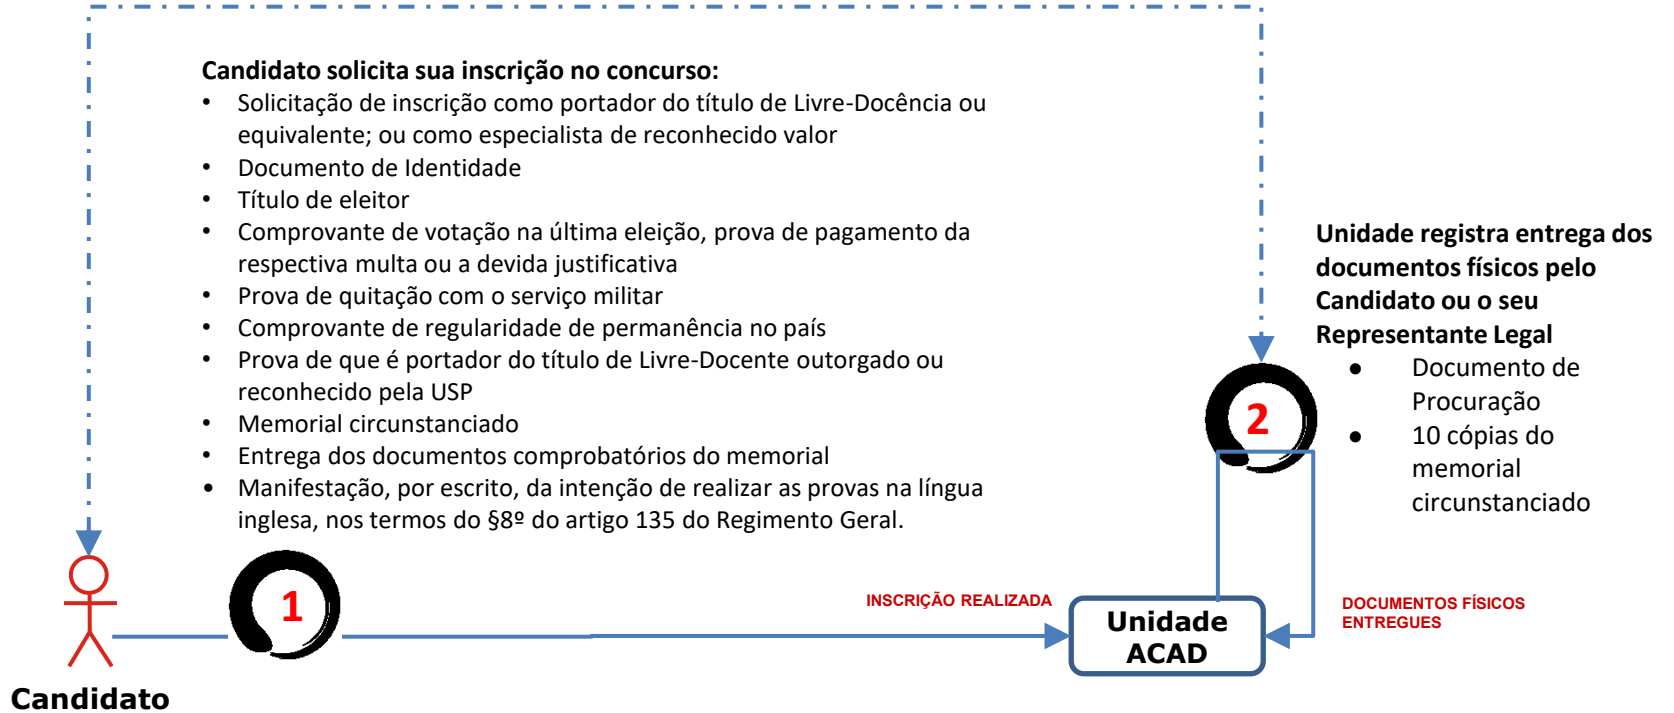 Candidato solicita sua inscrição no concurso:
• Solicitação de inscrição como portador do título de Livre-Docência ou
equivalente; ou como especialista de reconhecido valor
• Documento de Identidade
• Título de eleitor
• Comprovante de votação na última eleição, prova de pagamento da
respectiva multa ou a devida justificativa
• Prova de quitação com o serviço militar
• Comprovante de regularidade de permanência no país
• Prova de que é portador do título de Livre-Docente outorgado ou
reconhecido pela USP
• Memorial circunstanciado
• Entrega dos documentos comprobatórios do memorial
• Manifestação, por escrito, da intenção de realizar as provas na língua
inglesa, nos termos do §8º do artigo 135 do Regimento Geral.
Unidade registra entrega dos
documentos físicos pelo
Candidato ou o seu
Representante Legal
● Documento de
Procuração
● 10 cópias do
memorial
circunstanciado
2
1
INSCRIÇÃO REALIZADA
Unidade
ACAD
DOCUMENTOS FÍSICOS
ENTREGUES
Candidato